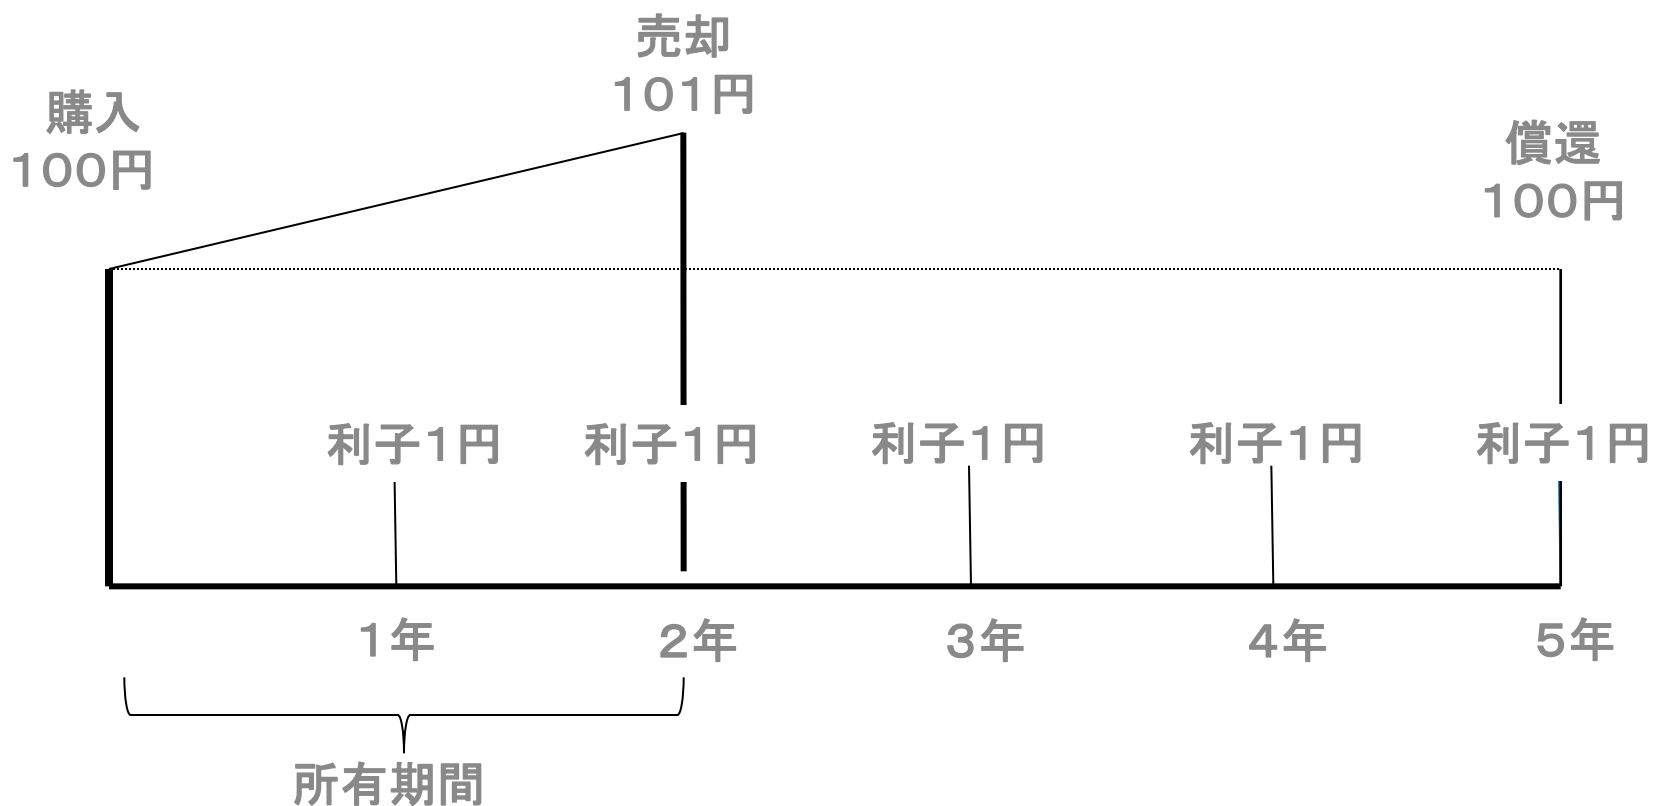 売却
101円
購入
100円
償還
100円
利子1円
利子1円
利子1円
利子1円
利子1円
1年
2年
3年
4年
5年
所有期間